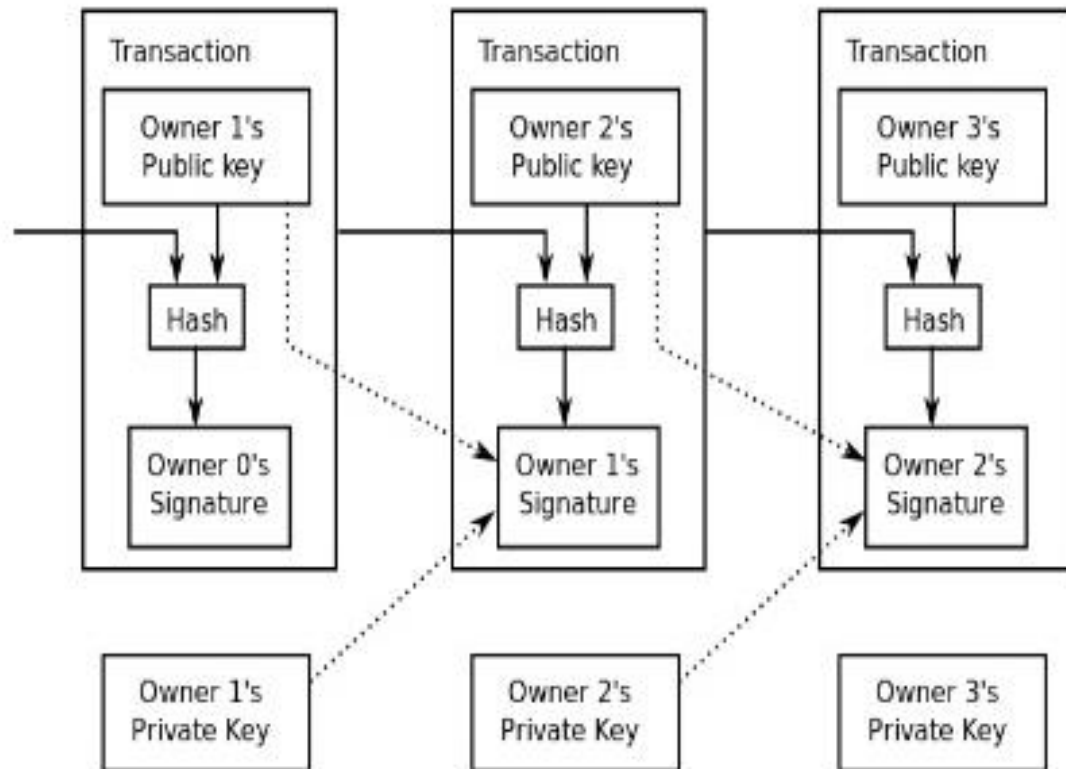 Transaction
Owner 1's
Public key
Hash
Owner 0's
Signature
Transaction
Owner 2's
Public key
Hash
Owner 1's
Signature
Transaction
Owner 3's
Public key
Hash
Owner 2's
Signature
Owner 1's
Private Key
Owner 2's
Private Key
Owner 3's
Private Key